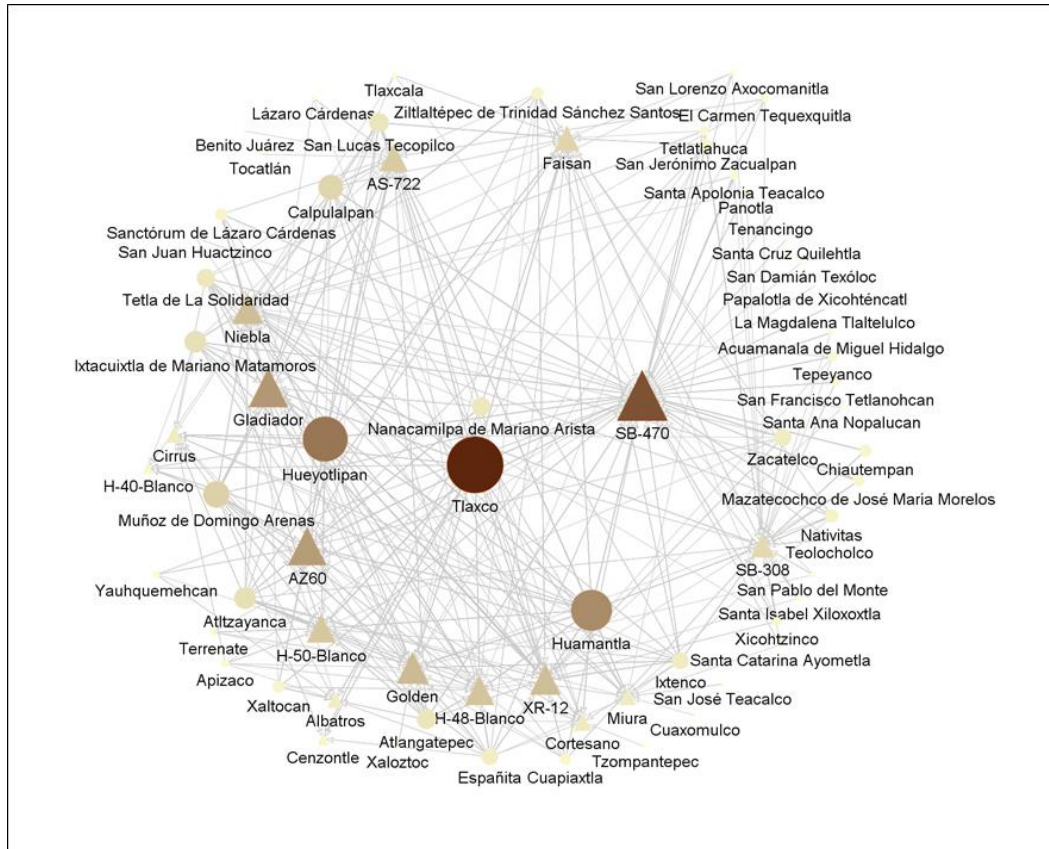 Tlaxcala
San Lorenzo Axocomanitla
Lázaro Cárdenas
Ziltlaltépec de Trinidad Sánchez Santos
El Carmen Tequexquitla
Benito Juárez
San Lucas Tecopilco
Tetlatlahuca
Tocatlán
AS-722
Faisan
San Jerónimo Zacualpan
Calpulalpan
Santa Apolonia Teacalco
Panotla
Sanctórum de Lázaro Cárdenas
Tenancingo
San Juan Huactzinco
Santa Cruz Quilehtla
San Damián Texóloc
Tetla de La Solidaridad
Papalotla de Xicohténcatl
Niebla
La Magdalena Tlaltelulco
Acuamanala de Miguel Hidalgo
Ixtacuixtla de Mariano Matamoros
Tepeyanco
San Francisco Tetlanohcan
Gladiador
Nanacamilpa de Mariano Arista
SB-470
Santa Ana Nopalucan
Cirrus
Hueyotlipan
Zacatelco
H-40-Blanco
Tlaxco
Chiautempan
Mazatecochco de José Maria Morelos
Muñoz de Domingo Arenas
Nativitas
Teolocholco
AZ60
SB-308
Yauhquemehcan
San Pablo del Monte
Atltzayanca
Santa Isabel Xiloxoxtla
Terrenate
H-50-Blanco
Huamantla
Xicohtzinco
Santa Catarina Ayometla
Apizaco
Golden
Ixtenco
Xaltocan
H-48-Blanco
XR-12
San José Teacalco
Albatros
Miura
Cuaxomulco
Atlangatepec
Cortesano
Cenzontle
Xaloztoc
Tzompantepec
Españita
Cuapiaxtla